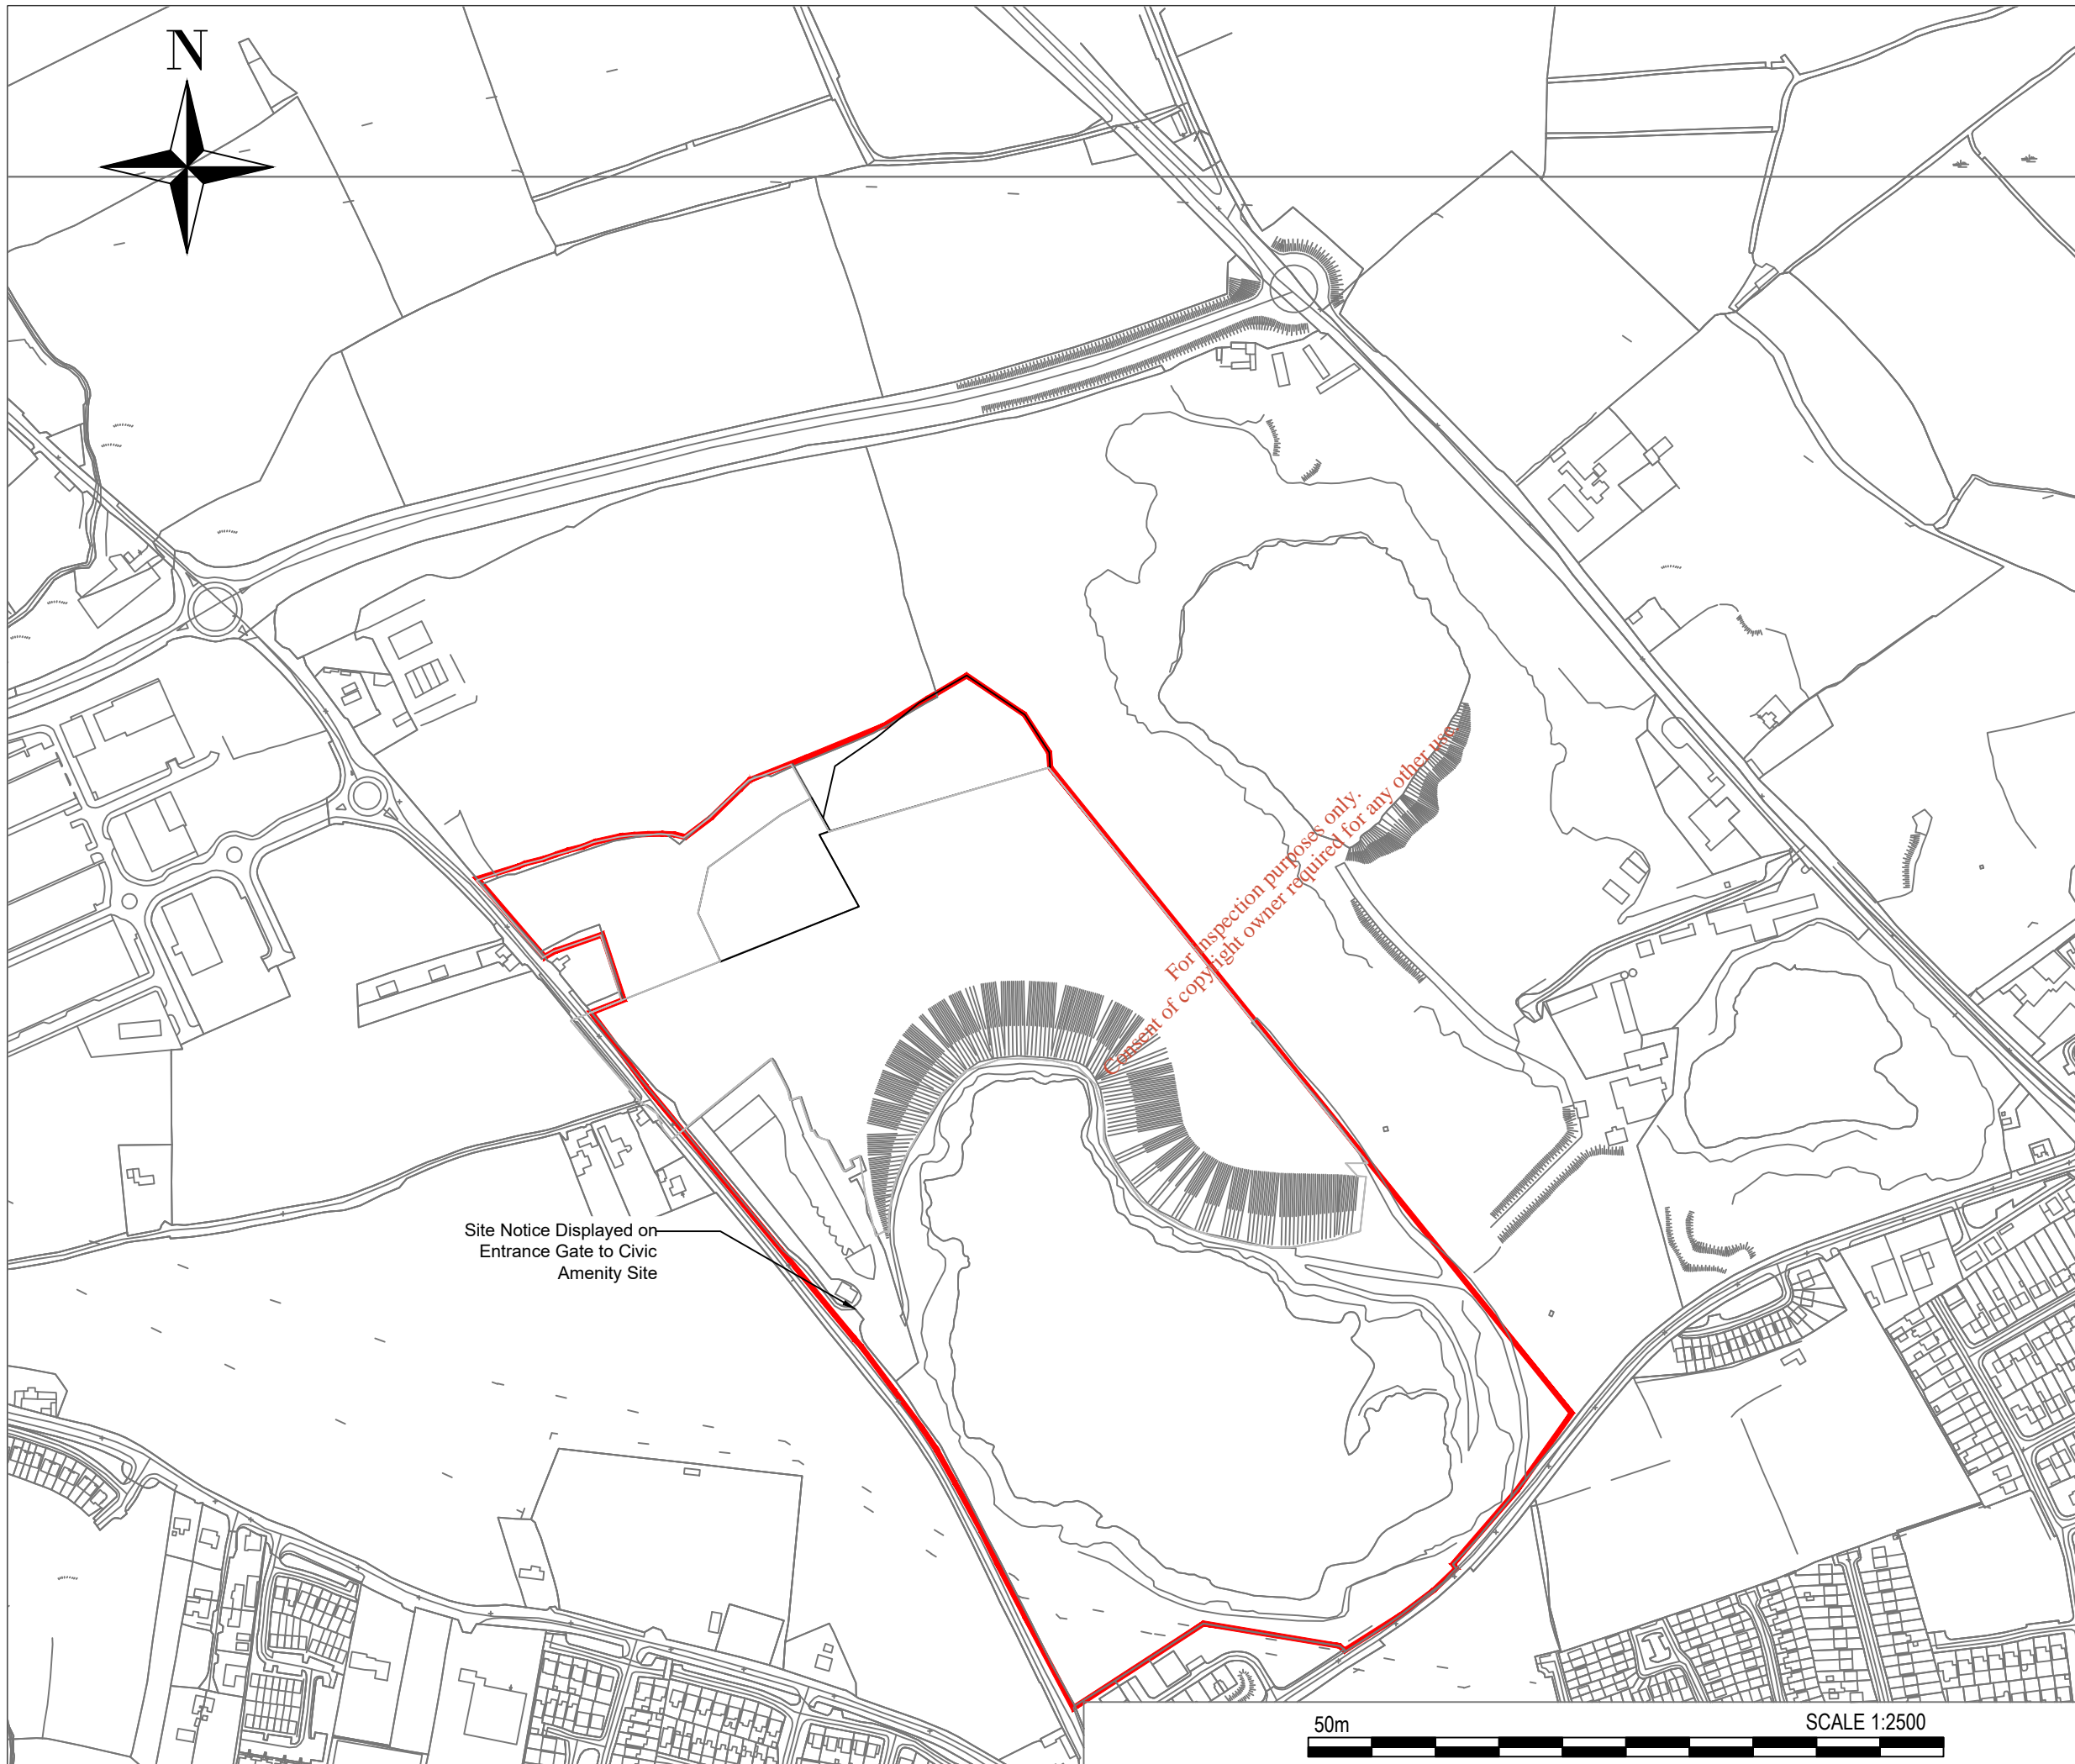 N
For inspection purposes only.
Consent of copyright owner required for any other use.
Site Notice Displayed on
Entrance Gate to Civic
Amenity Site
50m
SCALE 1:2500